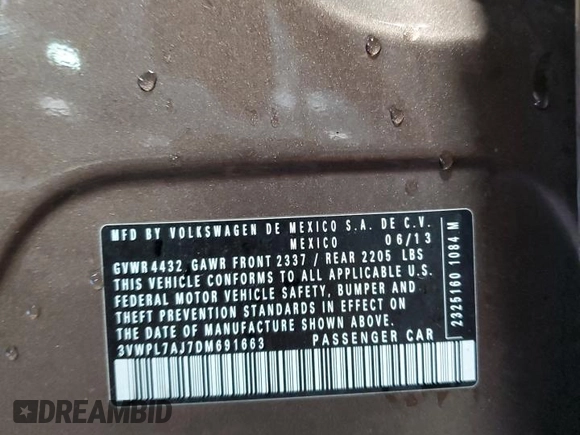 MFD BY VOLKSWAGEN DE MEXICO S.A. DE C.V.
MEXICO 06/13
GVWR4432, GAWR FRONT 2337 / REAR 2205 LBS
THIS VEHICLE CONFORMS TO ALL APPLICABLE U.S.
FEDERAL MOTOR VEHICLE SAFETY, BUMPER AND
THEFT PREVENTION STANDARDS IN EFFECT ON
THE DATE OF MANUFACTURE SHOWN ABOVE.
3VWPL7AJ7DM691663 PASSENGER CAR
2325160 1084 M
DREAMBID